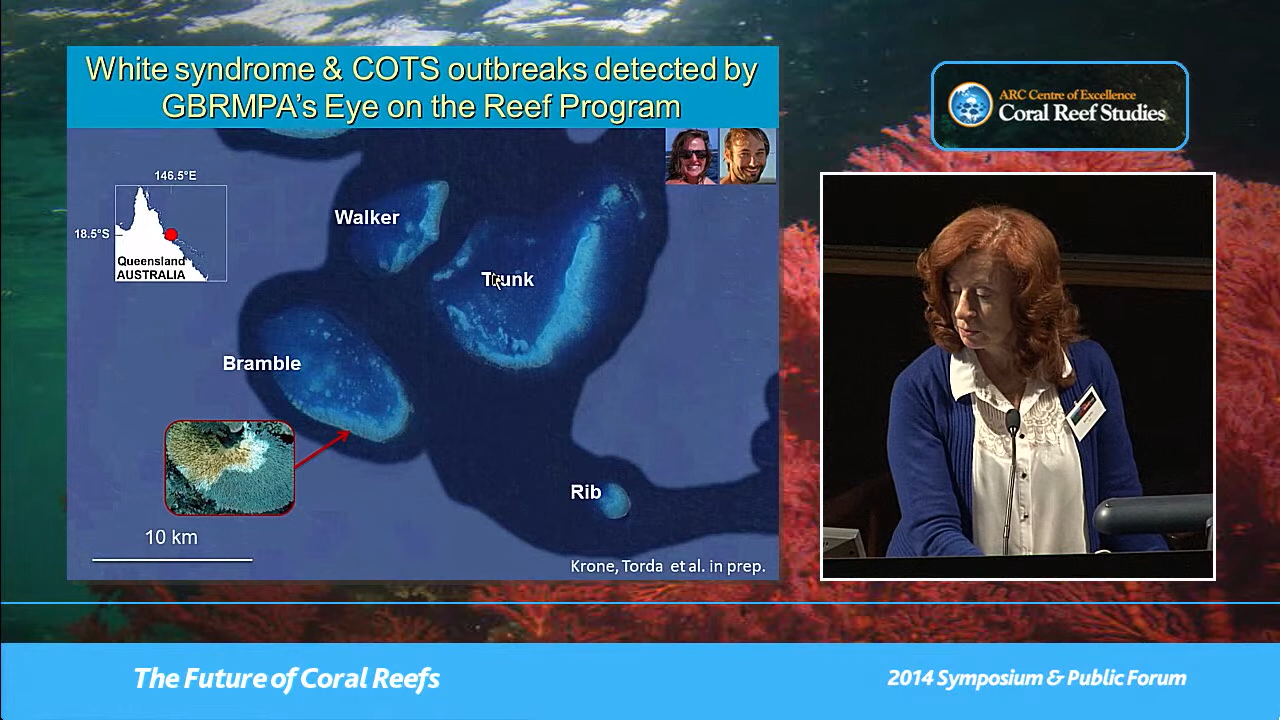 White syndrome & COTS outbreaks detected by
GBRMPA's Eye on the Reef Program
ARC Centre of Excellence
Coral Reef Studies
146.5°E
18.5°S
Queensland
AUSTRALIA
Walker
Trunk
Bramble
Rib
10 km
Krone, Torda et al. in prep.
The Future of Coral Reefs
2014 Symposium & Public Forum